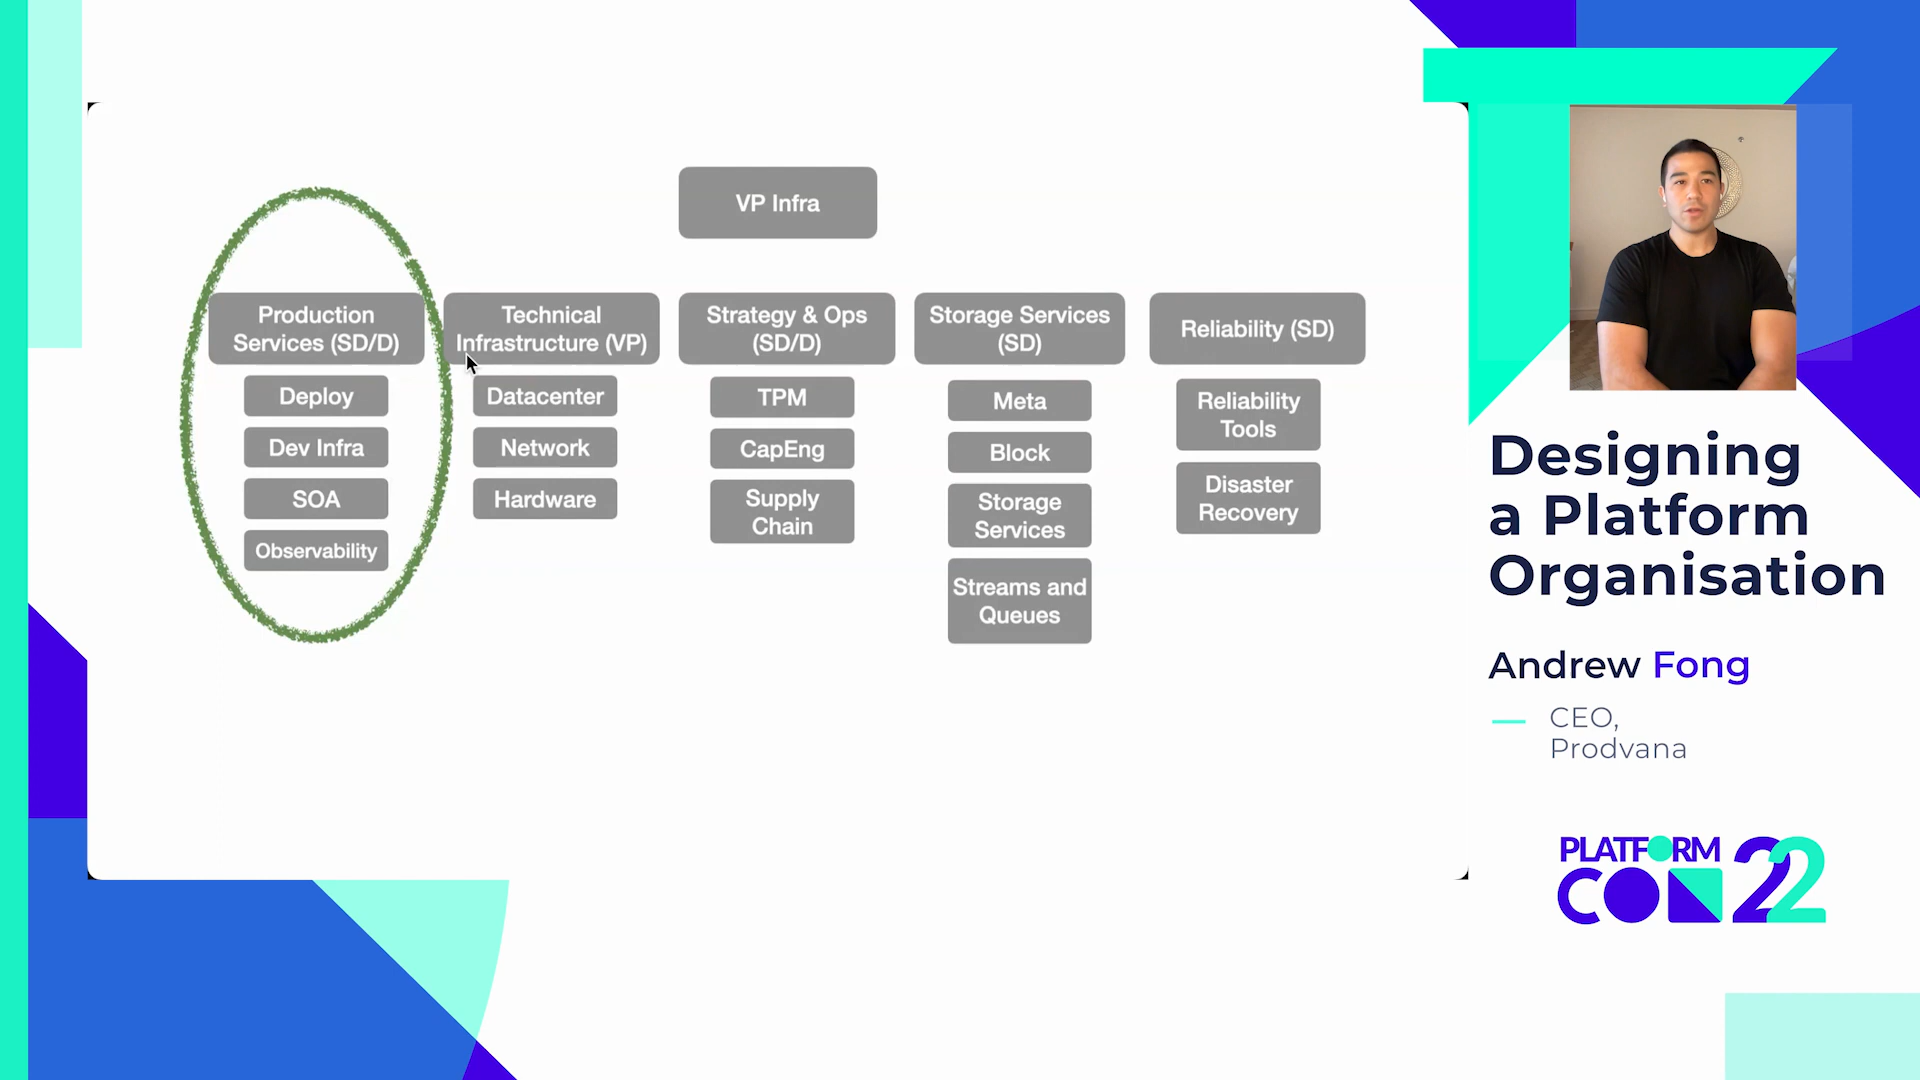 VP Infra
Production
Services (SD/D)
Deploy
Dev Infra
SOA
Observability
Technical
Infrastructure (VP)
Datacenter
Network
Hardware
Strategy & Ops
(SD/D)
TPM
CapEng
Supply
Chain
Storage Services
(SD)
Meta
Block
Storage
Services
Streams and
Queues
Reliability (SD)
Reliability
Tools
Disaster
Recovery
Designing
a Platform
Organisation
Andrew Fong
CEO,
Prodvana
PLATFORM
CON 22